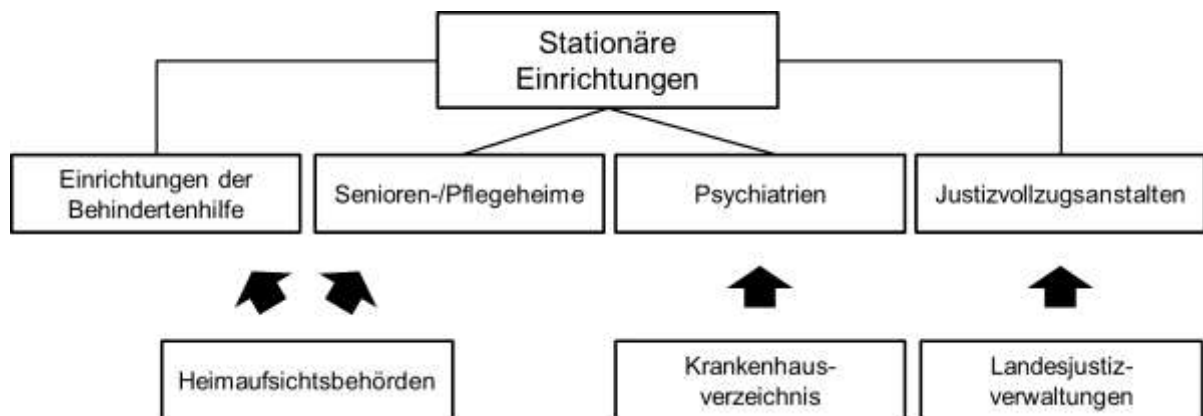 Stationäre
Einrichtungen
Einrichtungen der
Behindertenhilfe
Senioren-/Pflegeheime
Psychiatrien
Justizvollzugsanstalten
Heimaufsichtsbehörden
Krankenhaus-
verzeichnis
Landesjustiz-
verwaltungen